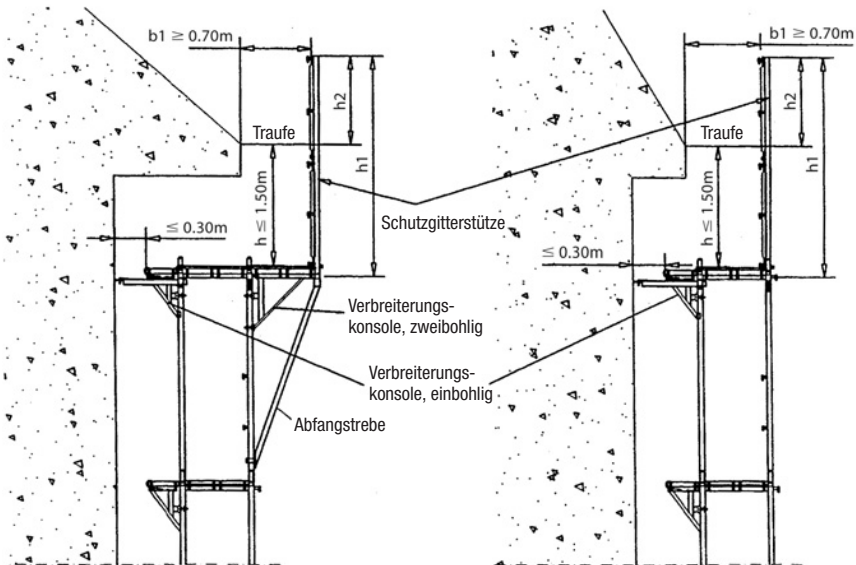 b1 ≥ 0.70m
b1 ≥ 0.70m
h2
h1
h2
h1
Traufe
Traufe
h ≤ 1.50m
h ≤ 1.50m
Schutzgitterstütze
≤ 0.30m
≤ 0.30m
Verbreiterungs-
konsole, zweibohlig
Verbreiterungs-
konsole, einbohlig
Abfangstrebe